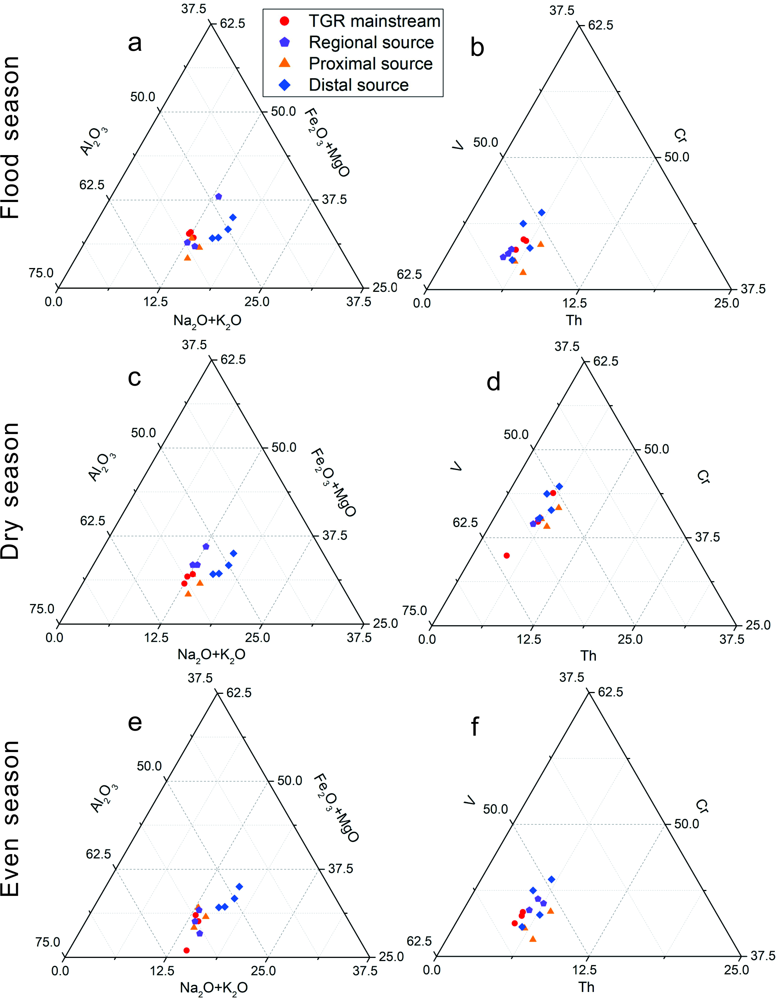 Flood season
a
37.5
62.5
50.0
50.0
62.5
37.5
75.0
25.0
0.0
12.5
25.0
37.5
Al₂O₃
Fe₂O₃+MgO
Na₂O+K₂O
TGR mainstream
Regional source
Proximal source
Distal source
b
37.5
62.5
50.0
50.0
62.5
37.5
0.0
12.5
25.0
V
Cr
Th
Dry season
c
37.5
62.5
50.0
50.0
62.5
37.5
75.0
25.0
0.0
12.5
25.0
37.5
Al₂O₃
Fe₂O₃+MgO
Na₂O+K₂O
d
37.5
62.5
50.0
50.0
62.5
37.5
75.0
25.0
0.0
12.5
25.0
37.5
V
Cr
Th
Even season
e
37.5
62.5
50.0
50.0
62.5
37.5
75.0
25.0
0.0
12.5
25.0
37.5
Al₂O₃
Fe₂O₃+MgO
Na₂O+K₂O
f
37.5
62.5
50.0
50.0
62.5
37.5
0.0
12.5
25.0
V
Cr
Th